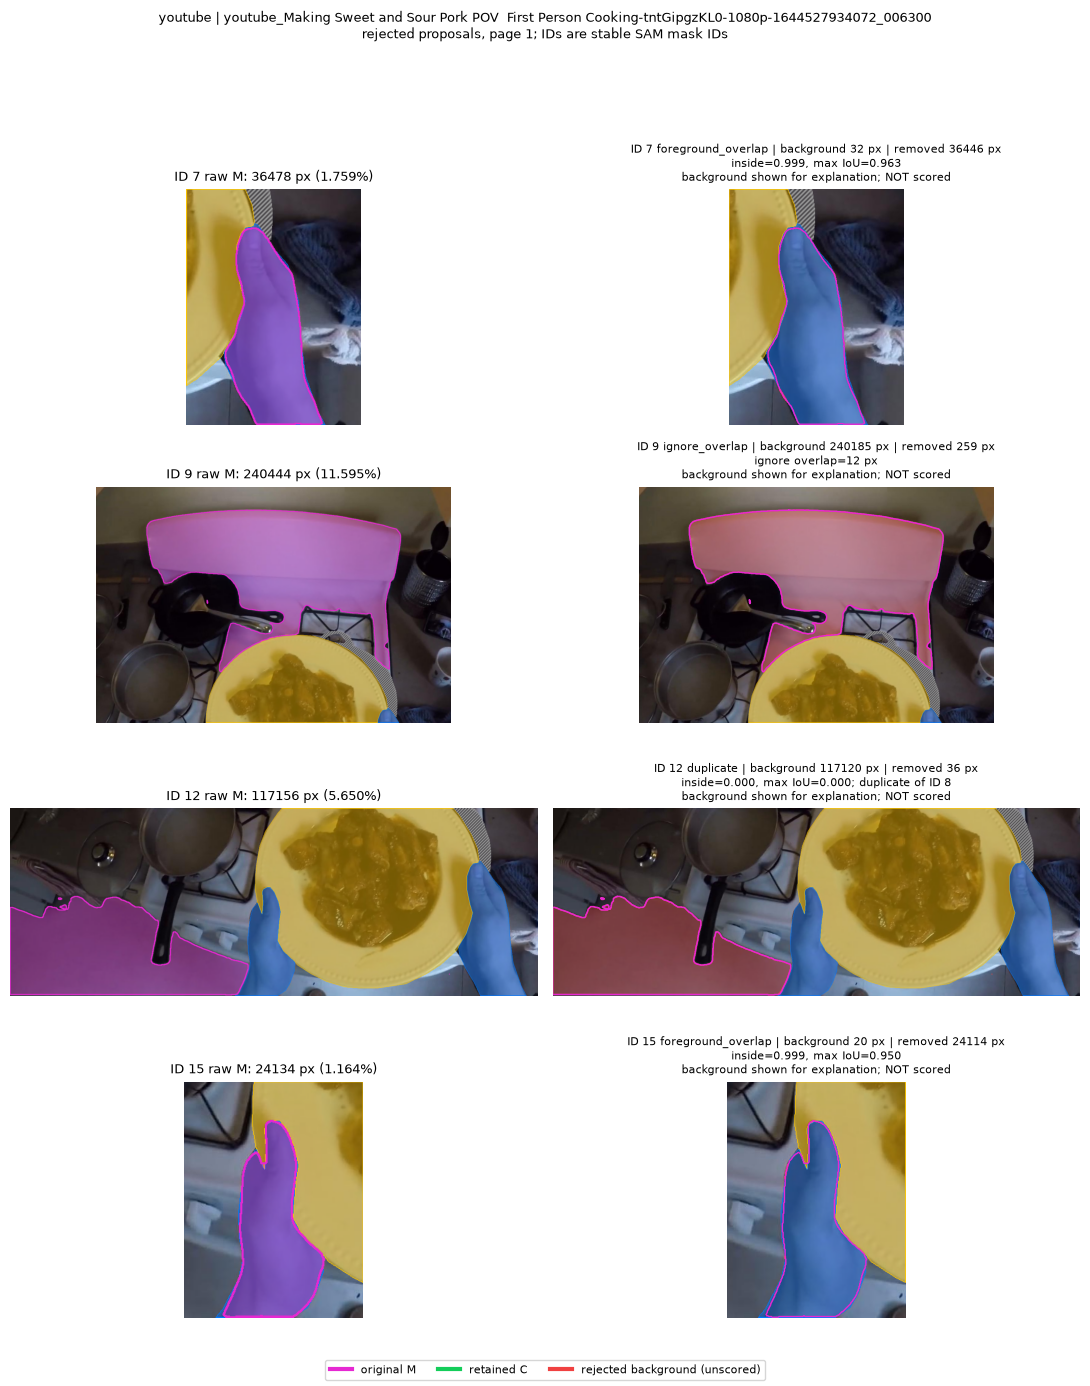 youtube | youtube_Making Sweet and Sour Pork POV  First Person Cooking-tntGipgzKL0-1080p-1644527934072_006300
rejected proposals, page 1; IDs are stable SAM mask IDs
ID 7 raw M: 36478 px (1.759%)
ID 7 foreground_overlap | background 32 px | removed 36446 px
inside=0.999, max IoU=0.963
background shown for explanation; NOT scored
ID 9 raw M: 240444 px (11.595%)
ID 9 ignore_overlap | background 240185 px | removed 259 px
ignore overlap=12 px
background shown for explanation; NOT scored
ID 12 raw M: 117156 px (5.650%)
ID 12 duplicate | background 117120 px | removed 36 px
inside=0.000, max IoU=0.000; duplicate of ID 8
background shown for explanation; NOT scored
ID 15 raw M: 24134 px (1.164%)
ID 15 foreground_overlap | background 20 px | removed 24114 px
inside=0.999, max IoU=0.950
background shown for explanation; NOT scored
original M
retained C
rejected background (unscored)